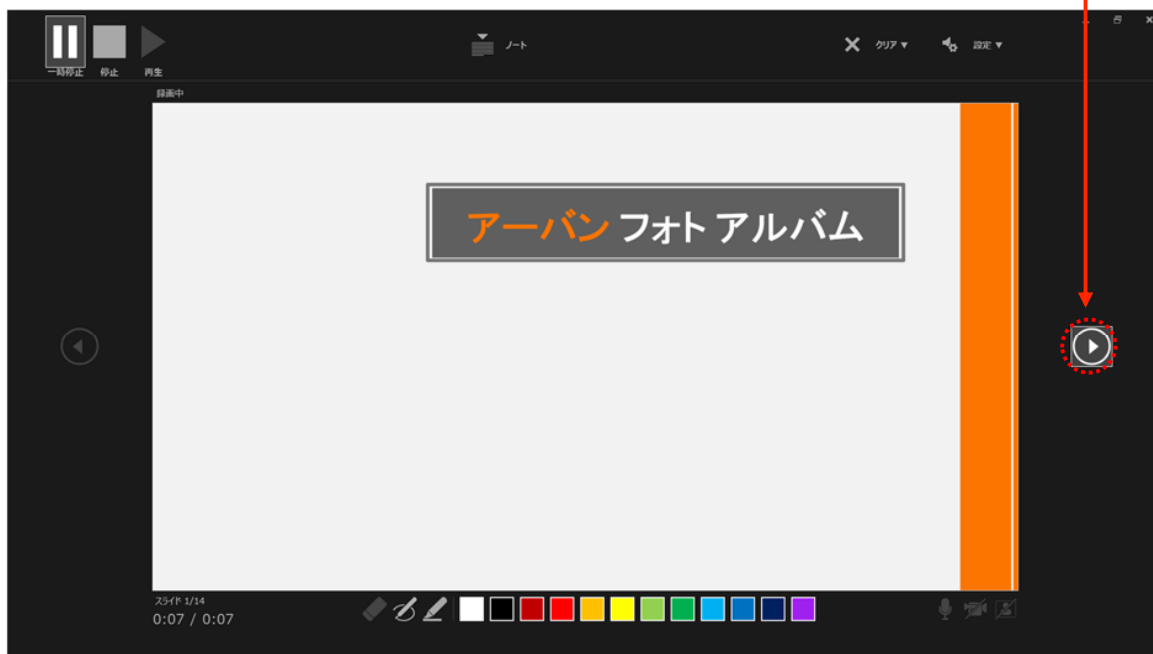 一時停止
停止
再生
ノート
クリア ▼
設定 ▼
録画中
アーバン フォト アルバム
スライド 1/14
0:07 / 0:07